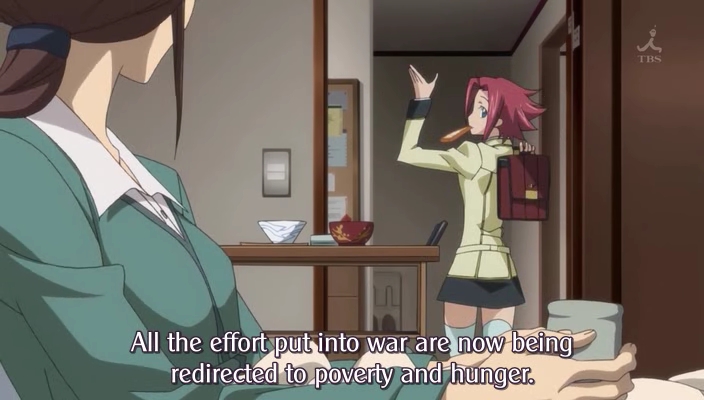 TBS
All the effort put into war are now being
redirected to poverty and hunger.